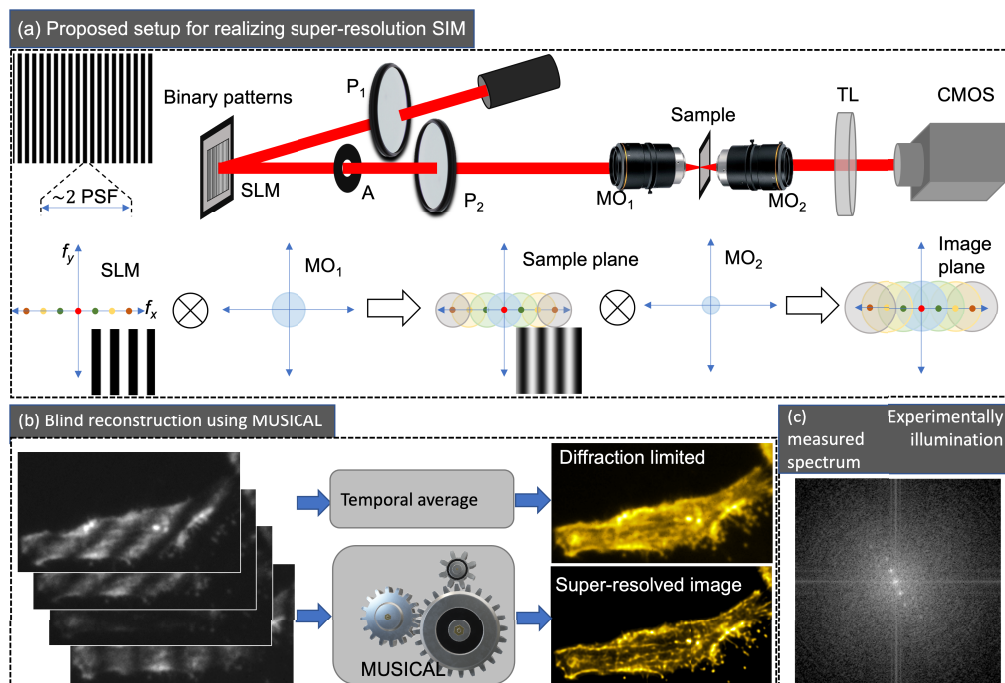 (a) Proposed setup for realizing super-resolution SIM
Binary patterns
P1
P2
SLM
A
MO1
Sample
MO2
TL
CMOS
~2 PSF
fy
SLM
fx
MO1
Sample plane
MO2
Image
plane
(b) Blind reconstruction using MUSICAL
Temporal average
MUSICAL
Diffraction limited
Super-resolved image
(c) Experimentally
measured illumination
spectrum